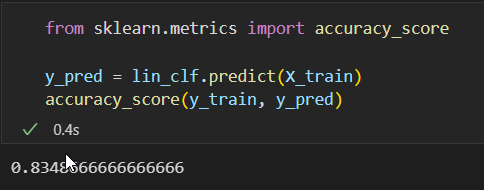 from sklearn.metrics import accuracy_score
y_pred = lin_clf.predict(X_train)
accuracy_score(y_train, y_pred)
0.4s
0.8348666666666666